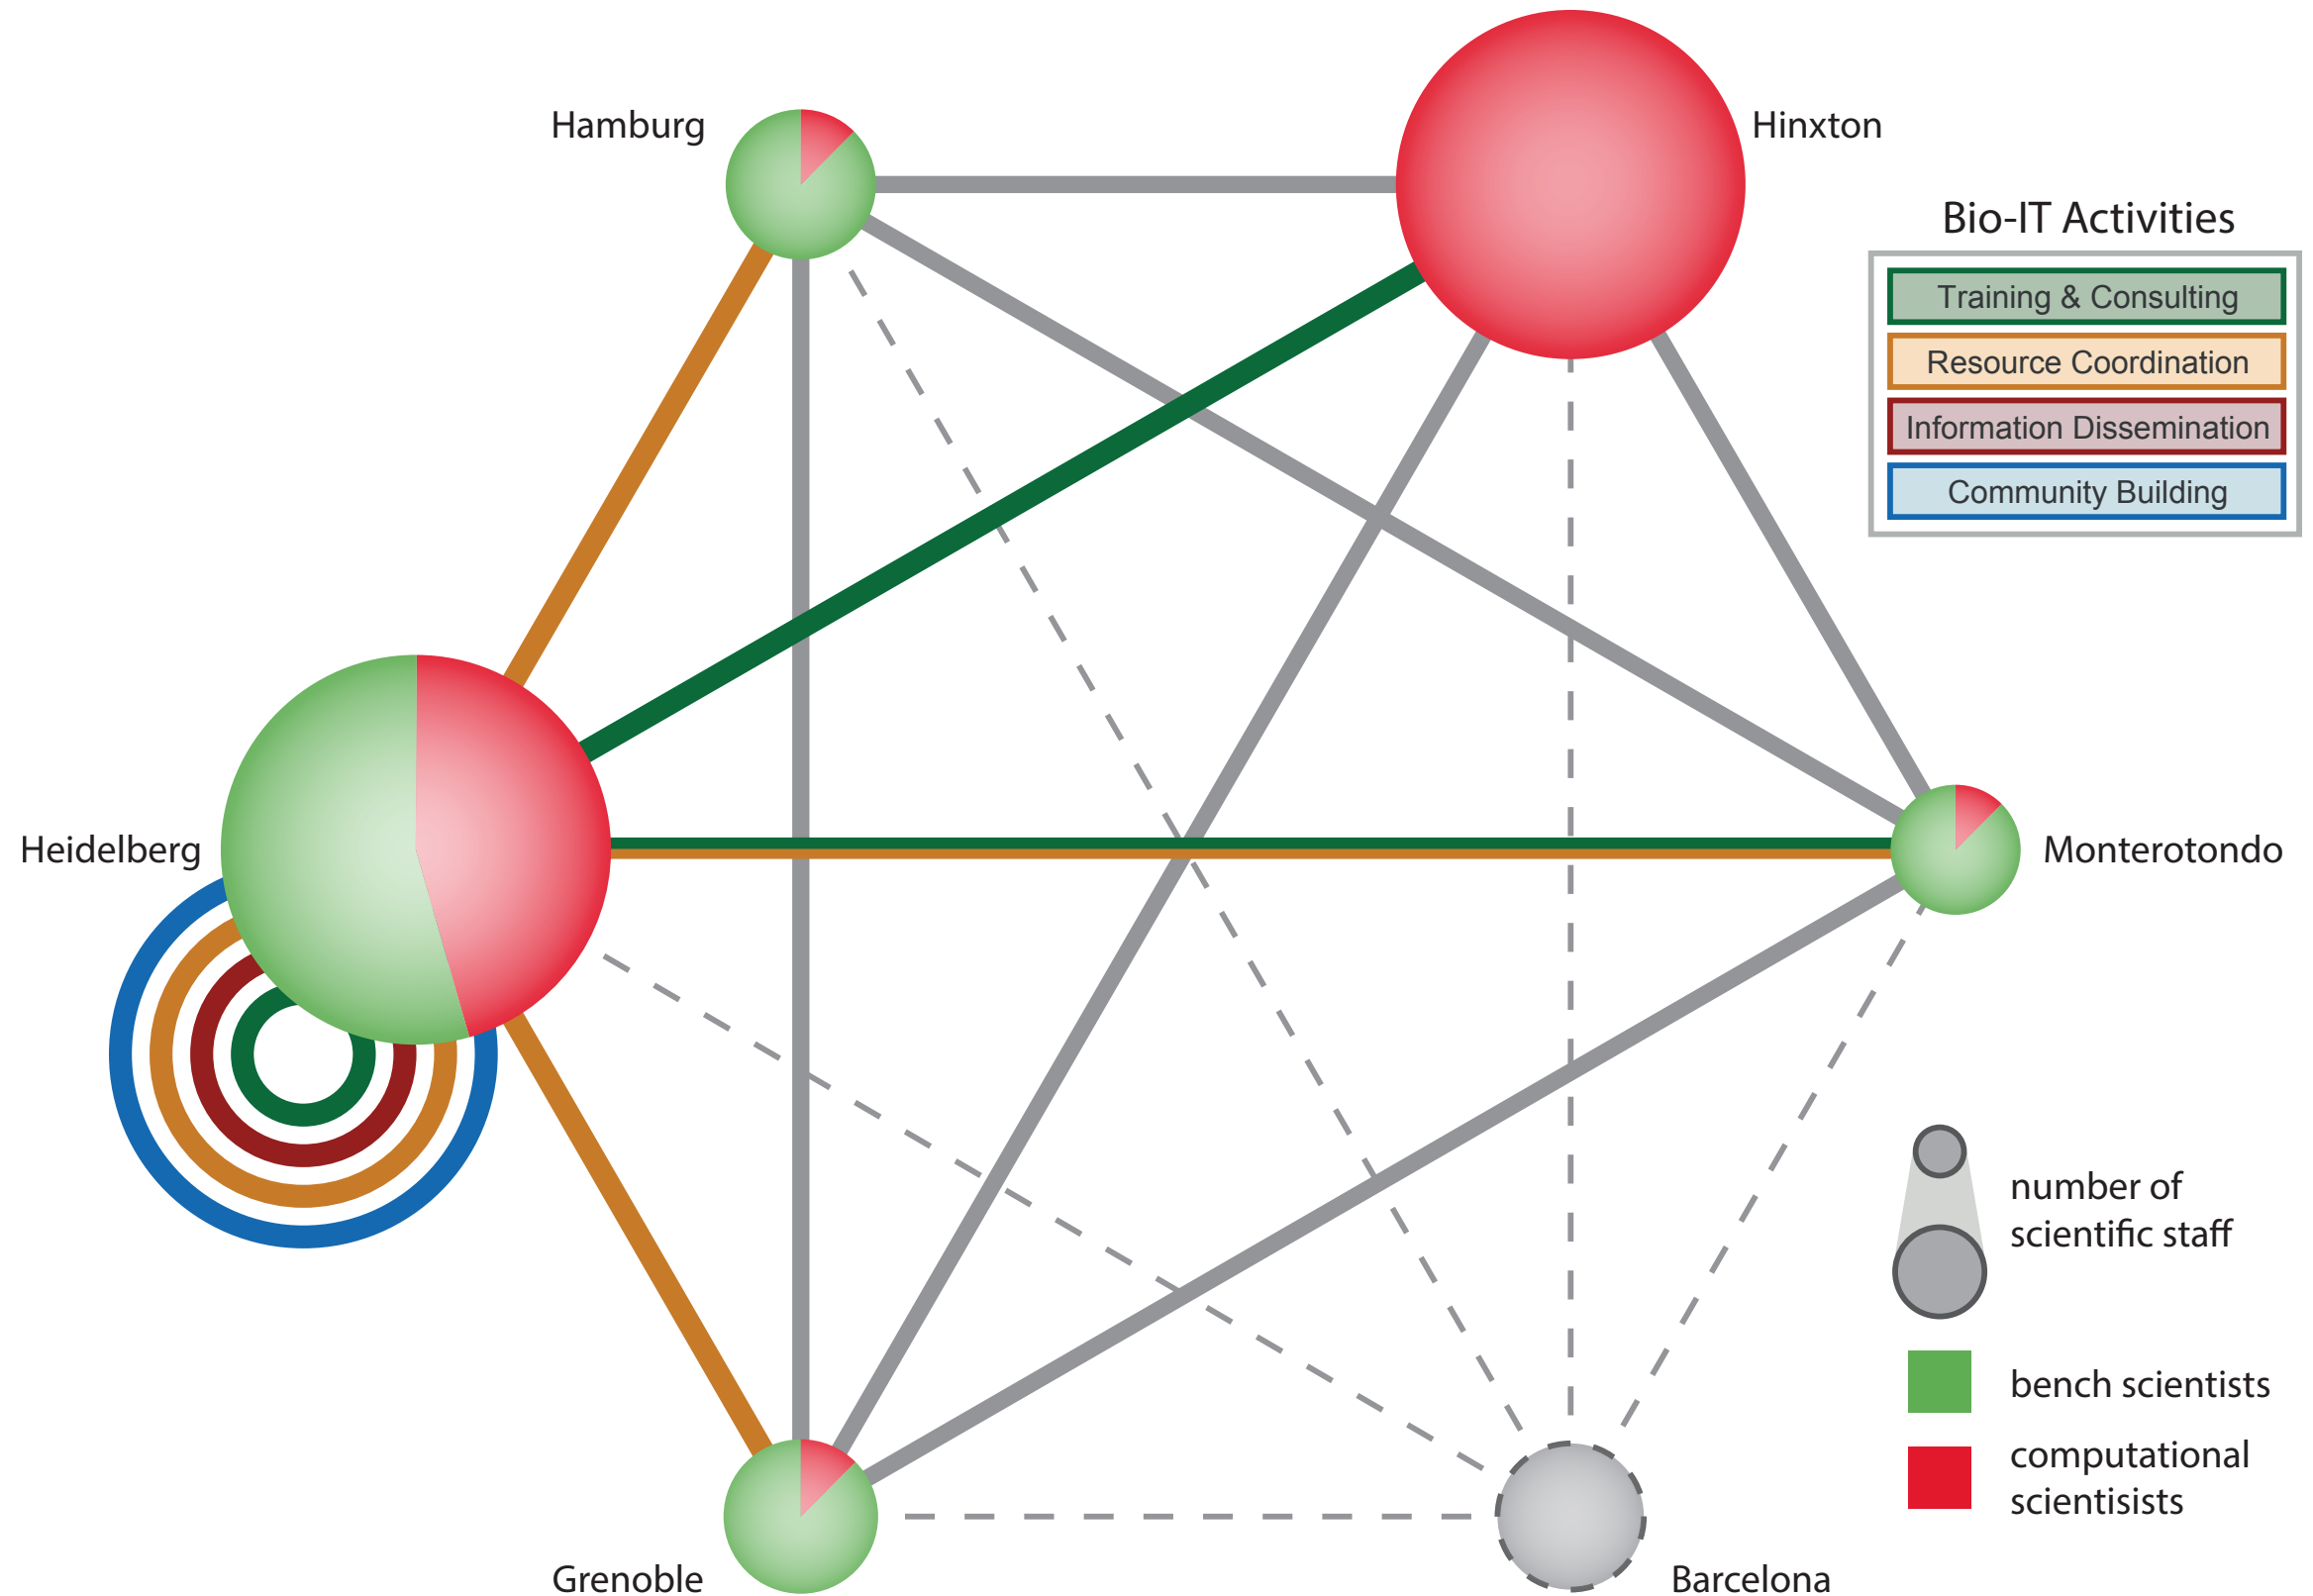 Hamburg
Hinxton
Bio-IT Activities
Training & Consulting
Resource Coordination
Information Dissemination
Community Building
Heidelberg
Monterotondo
number of
scientific staff
bench scientists
computational
scientisists
Grenoble
Barcelona